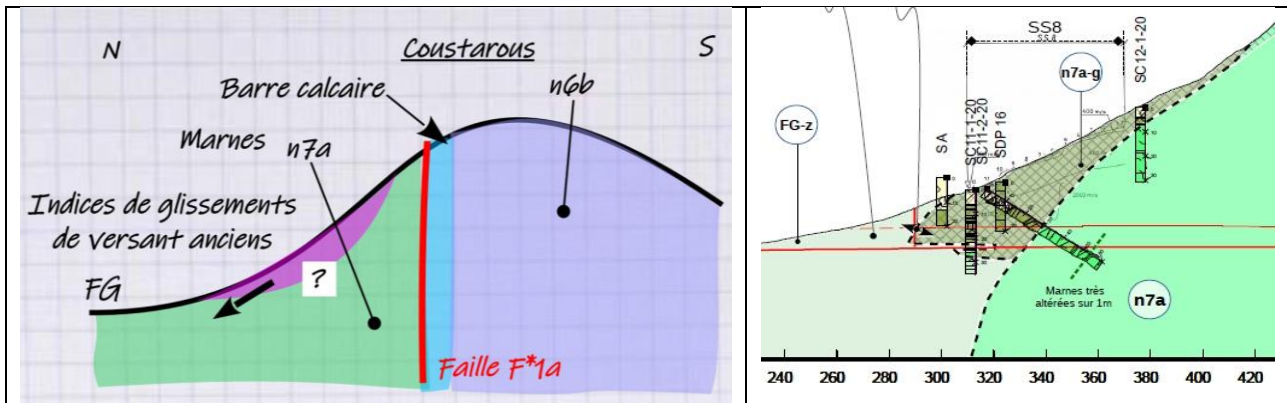 N
Coustarous
S
Barre calcaire
n6b
Marnes
n7a
Indices de glissements
de versant anciens
?
FG
Faille F*1a
SS8
S S 8
n7a-g
SC12-1-20
FG-z
S A
SC11-1-20
SC11-2-20
SDP 16
Marnes très
altérées sur 1m
n7a
240 260 280 300 320 340 360 380 400 420